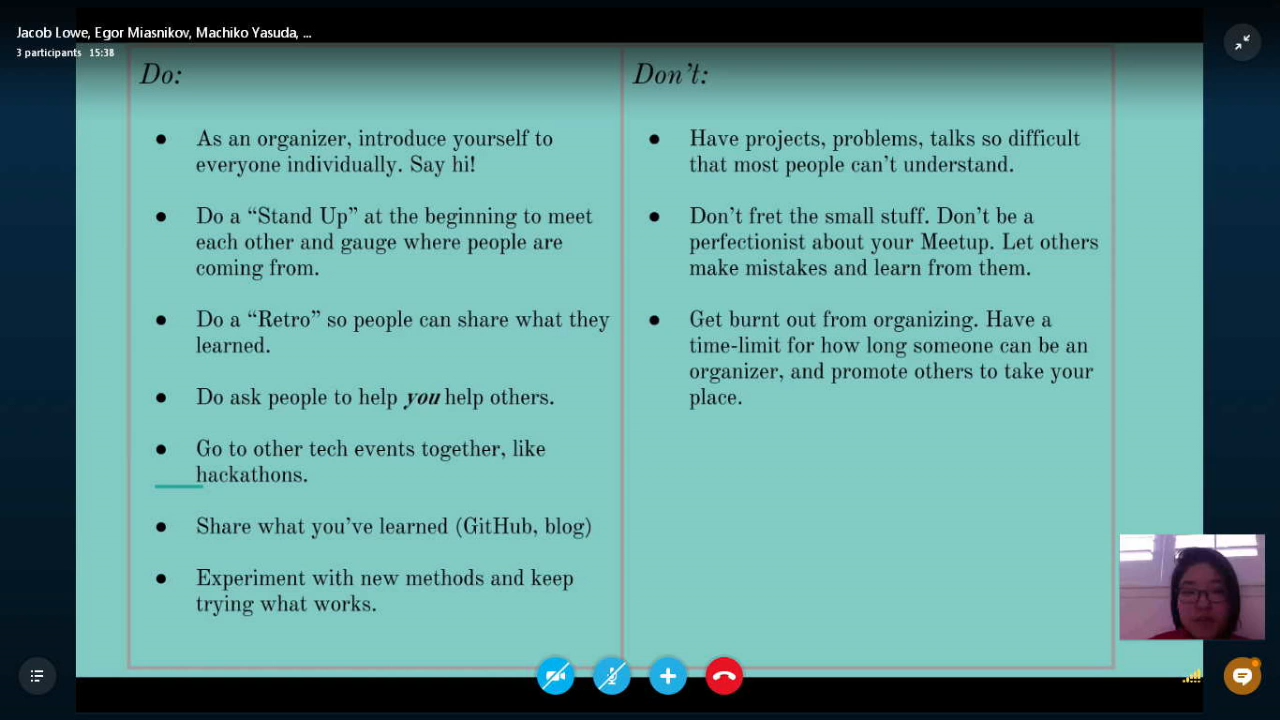 Jacob Lowe, Egor Miasnikov, Machiko Yasuda, ...
3 participants 15:38
Do:
As an organizer, introduce yourself to
everyone individually. Say hi!
Do a “Stand Up” at the beginning to meet
each other and gauge where people are
coming from.
Do a “Retro” so people can share what they
learned.
Do ask people to help you help others.
Go to other tech events together, like
hackathons.
Share what you’ve learned (GitHub, blog)
Experiment with new methods and keep
trying what works.
Don’t:
Have projects, problems, talks so difficult
that most people can’t understand.
Don’t fret the small stuff. Don’t be a
perfectionist about your Meetup. Let others
make mistakes and learn from them.
Get burnt out from organizing. Have a
time-limit for how long someone can be an
organizer, and promote others to take your
place.